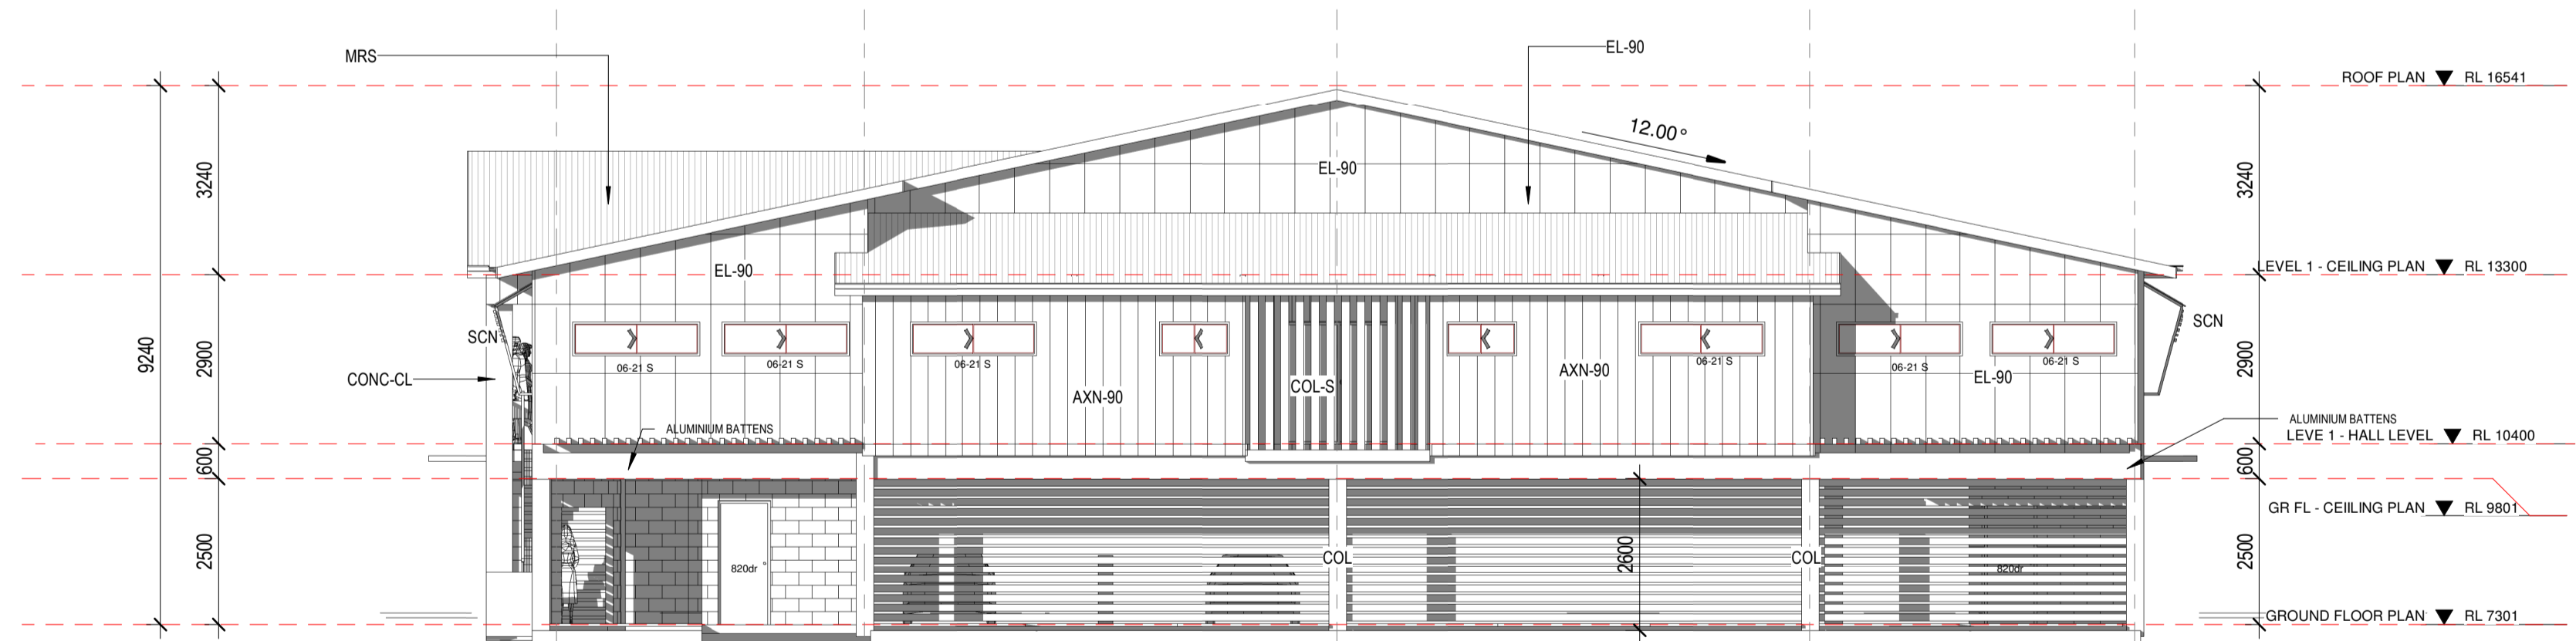 EL-90
MRS
ROOF PLAN RL 16541
12.00°
EL-90
3240
3240
LEVEL 1 - CEILING PLAN RL 13300
EL-90
SCN
SCN
9240
2900
CONC-CL
06-21 S
06-21 S
06-21 S
06-21 S
06-21 S
06-21 S
2900
AXN-90
COL-S
AXN-90
EL-90
ALUMINIUM BATTENS
ALUMINIUM BATTENS
LEVE 1 - HALL LEVEL RL 10400
600
600
GR FL - CEIILING PLAN RL 9801
2500
820dr
COL
2600
COL
820dr
2500
GROUND FLOOR PLAN RL 7301